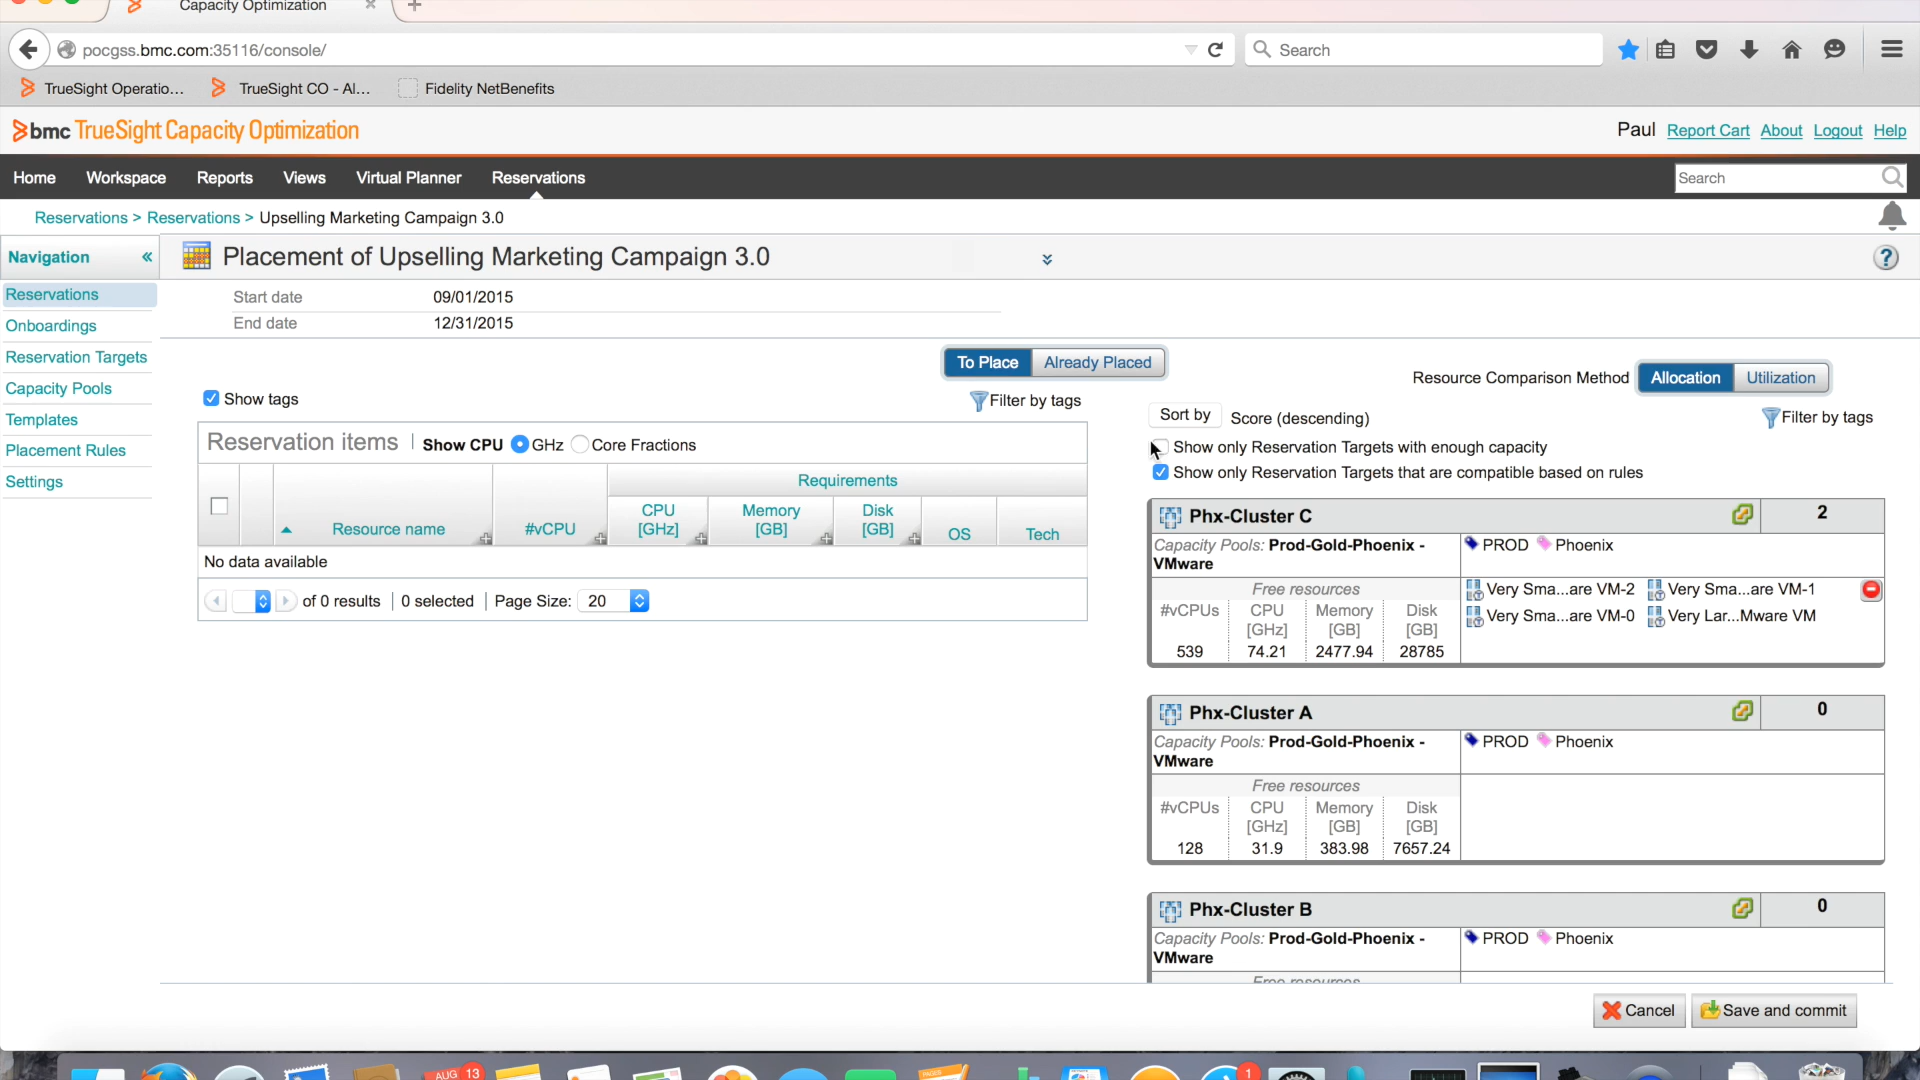 Capacity Optimization
pocgss.bmc.com:35116/console/
Search
TrueSight Operatio...
TrueSight CO - Al...
Fidelity NetBenefits
bmc TrueSight Capacity Optimization
Paul Report Cart About Logout Help
Home Workspace Reports Views Virtual Planner Reservations
Search
Reservations > Reservations > Upselling Marketing Campaign 3.0
Navigation «
Placement of Upselling Marketing Campaign 3.0
?
Reservations
Onboardings
Reservation Targets
Capacity Pools
Templates
Placement Rules
Settings
Start date 09/01/2015
End date 12/31/2015
To Place Already Placed
Resource Comparison Method Allocation Utilization
Show tags
Filter by tags
Sort by Score (descending)
Filter by tags
Show only Reservation Targets with enough capacity
Show only Reservation Targets that are compatible based on rules
Reservation items Show CPU GHz Core Fractions
Requirements
Resource name #vCPU CPU [GHz] Memory [GB] Disk [GB] OS Tech
No data available
of 0 results 0 selected Page Size: 20
Phx-Cluster C 2
Capacity Pools: Prod-Gold-Phoenix - VMware
PROD Phoenix
Free resources
#vCPUs CPU [GHz] Memory [GB] Disk [GB]
539 74.21 2477.94 28785
Very Sma...are VM-2 Very Sma...are VM-1
Very Sma...are VM-0 Very Lar...Mware VM
Phx-Cluster A 0
Capacity Pools: Prod-Gold-Phoenix - VMware
PROD Phoenix
Free resources
#vCPUs CPU [GHz] Memory [GB] Disk [GB]
128 31.9 383.98 7657.24
Phx-Cluster B 0
Capacity Pools: Prod-Gold-Phoenix - VMware
PROD Phoenix
Free resources
Cancel Save and commit
AUG 13
PAGES
1